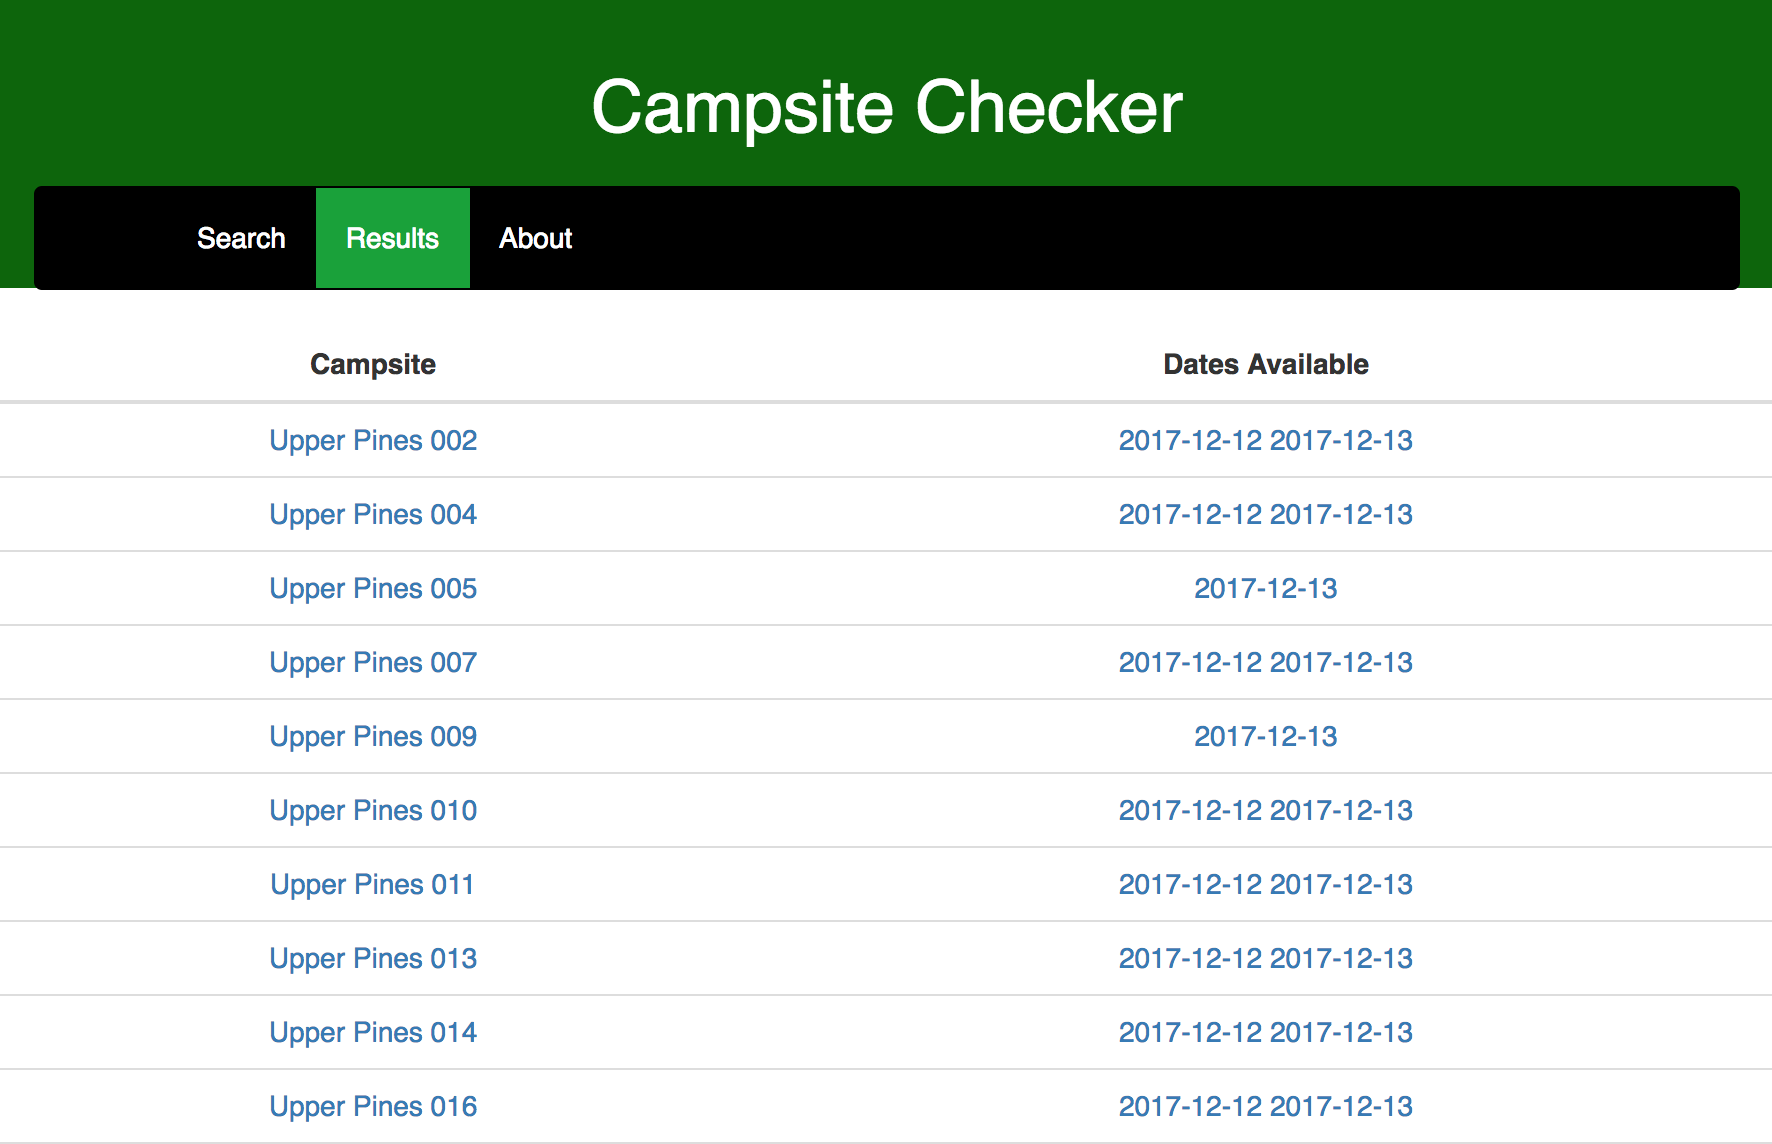 Campsite Checker
Search Results About
Campsite Dates Available
Upper Pines 002 2017-12-12 2017-12-13
Upper Pines 004 2017-12-12 2017-12-13
Upper Pines 005 2017-12-13
Upper Pines 007 2017-12-12 2017-12-13
Upper Pines 009 2017-12-13
Upper Pines 010 2017-12-12 2017-12-13
Upper Pines 011 2017-12-12 2017-12-13
Upper Pines 013 2017-12-12 2017-12-13
Upper Pines 014 2017-12-12 2017-12-13
Upper Pines 016 2017-12-12 2017-12-13